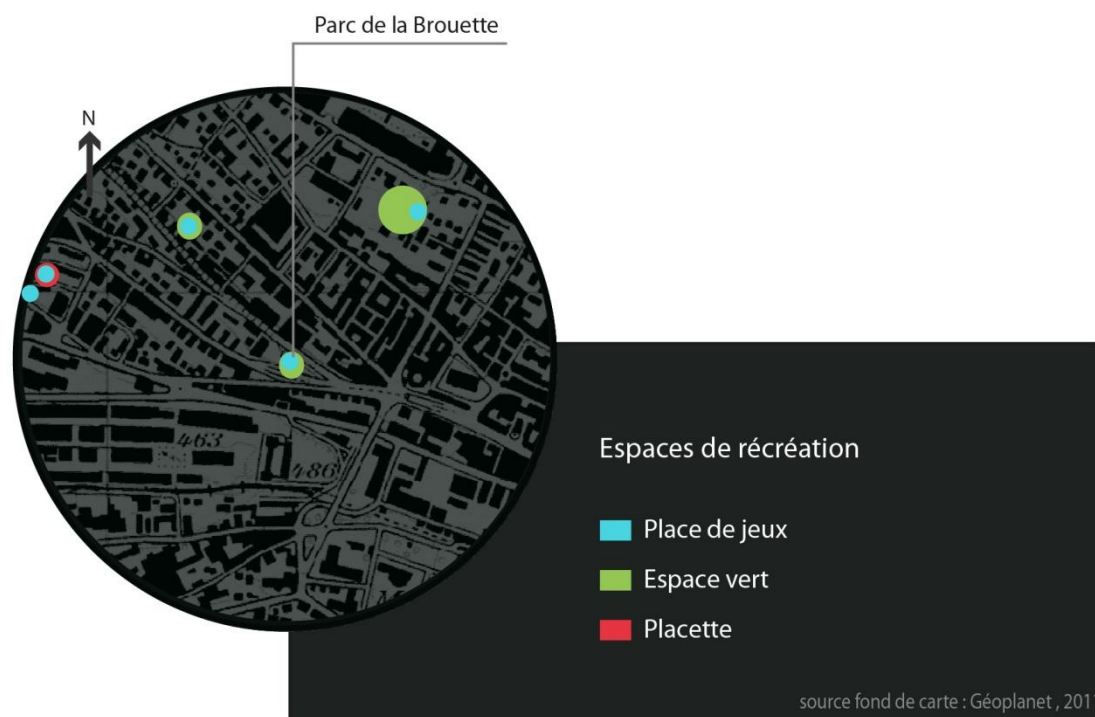 Parc de la Brouette
N
463
486
Espaces de récréation
Place de jeux
Espace vert
Placette
source fond de carte : Géoplanet , 201